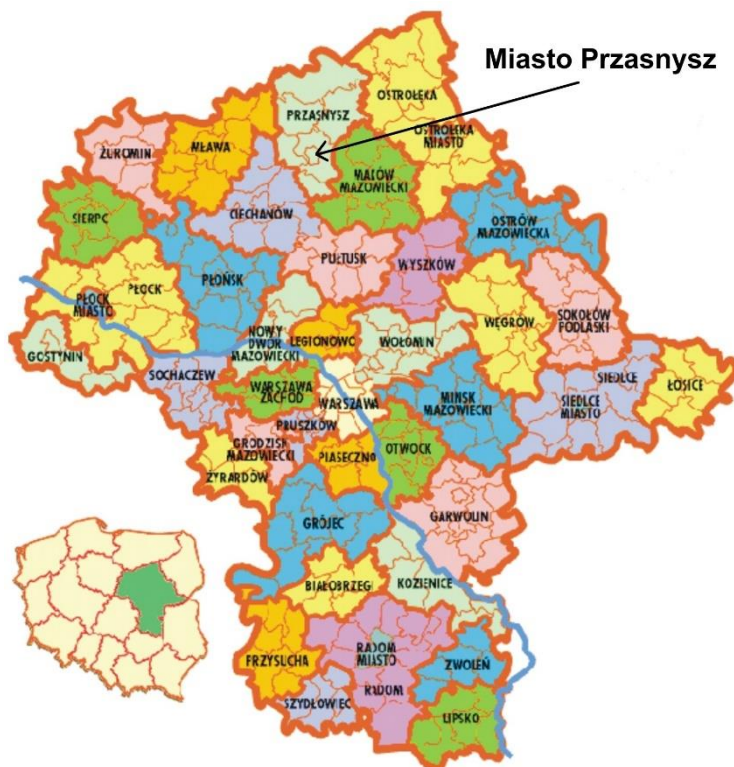 Miasto Przasnysz
OSTROŁĘKA
PRZASNYSZ
OSTROŁĘKA
MIASTO
MŁAWA
ŻUROMIN
MAKÓW
MAZOWIECKI
CIECHANÓW
SIERPC
OSTRÓW
MAZOWIECKA
PUŁTUSK
WYSZKÓW
PŁOŃSK
PŁOCK
PŁOCK
MIASTO
SOKOŁÓW
PODLASKI
WĘGRÓW
NOWY
DWÓR
MAZOWIECKI
LEGIONOWO
WOŁOMIN
GOSTYNIN
SOCHACZEW
WARSZAWA
ZACHÓD
WARSZAWA
MIŃSK
MAZOWIECKI
SIEDLCE
SIEDLCE
MIASTO
ŁOSICE
PRUSZKÓW
GRODZISK
MAZOWIECKI
PIASECZNO
OTWOCK
ŻYRARDÓW
GRÓJEC
GARWOLIN
BIAŁOBRZEGI
KOZIENICE
PRZYSUCHA
RADOM
MIASTO
ZWOLEŃ
SZYDŁOWIEC
RADOM
LIPSKO